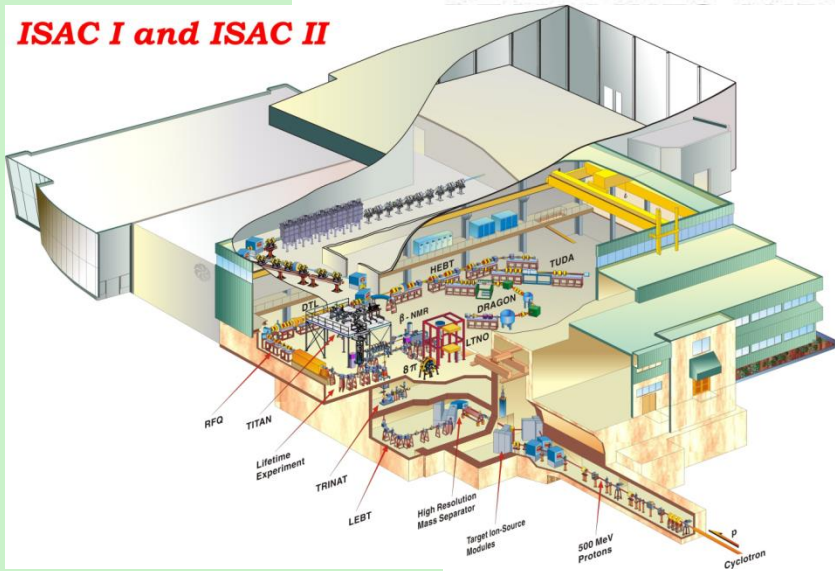 ISAC I and ISAC II
HEBT
TUDA
DTL
DRAGON
β-NMR
LTNO
8π
RFQ
TITAN
Lifetime
Experiment
TRINAT
LEBT
High Resolution
Mass Separator
Target Ion-Source
Modules
500 MeV
Protons
P
Cyclotron